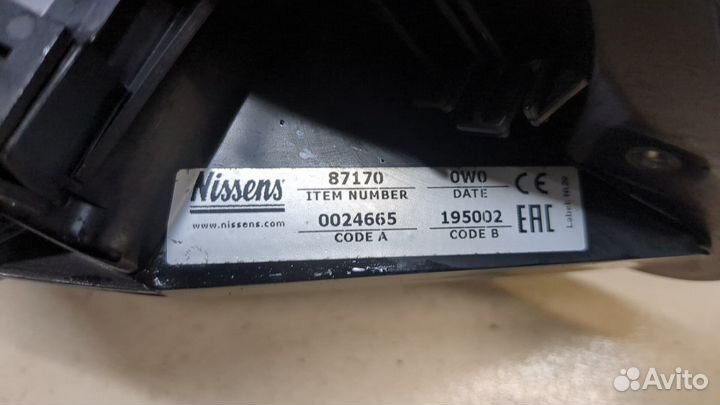 Nissens
www.nissens.com
87170
ITEM NUMBER
0W0
DATE
CE
0024665
CODE A
195002
CODE B
EAC
Avito